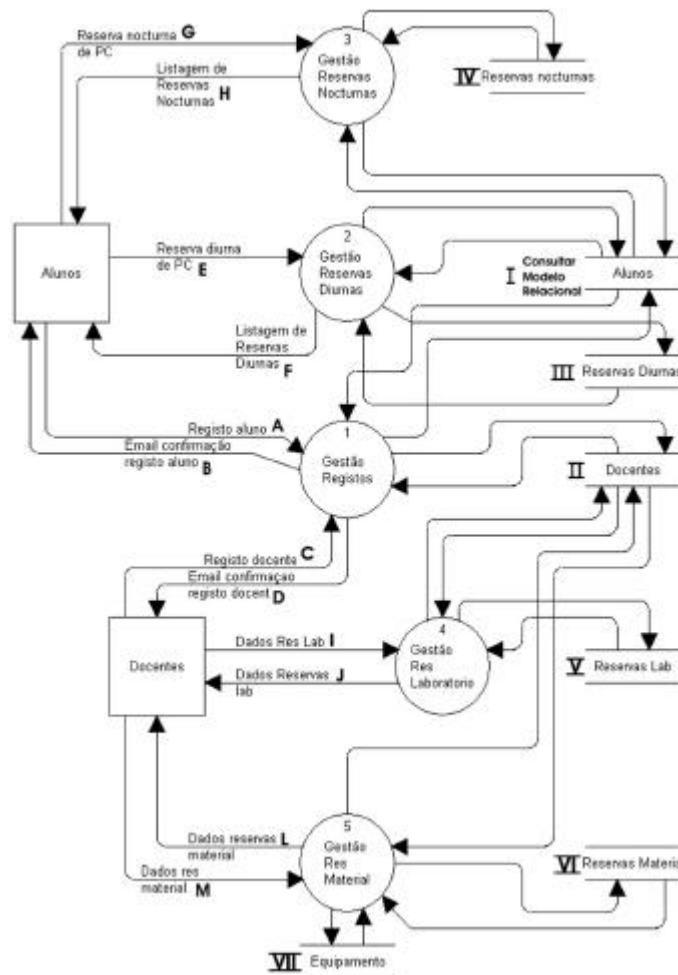 Reserva nocturna G
de PC
Listagem de
Reservas
Nocturnas H
3
Gestão
Reservas
Nocturnas
IV Reservas nocturnas
Alunos
Reserva diurna
de PC E
2
Gestão
Reservas
Diurnas
I Consultar
Modelo
Relacional
Alunos
Listagem de
Reservas
Diurnas F
III Reservas Diurnas
Registo aluno A
Email confirmação
registo aluno B
1
Gestão
Registos
II Docentes
Registo docente C
Email confirmaçao
registo docent D
Docentes
Dados Res Lab I
Dados Reservas J
lab
4
Gestão
Res
Laboratorio
V Reservas Lab
Dados reservas L
material
Dados res
material M
5
Gestão
Res
Material
VI Reservas Materia
VII Equipamento